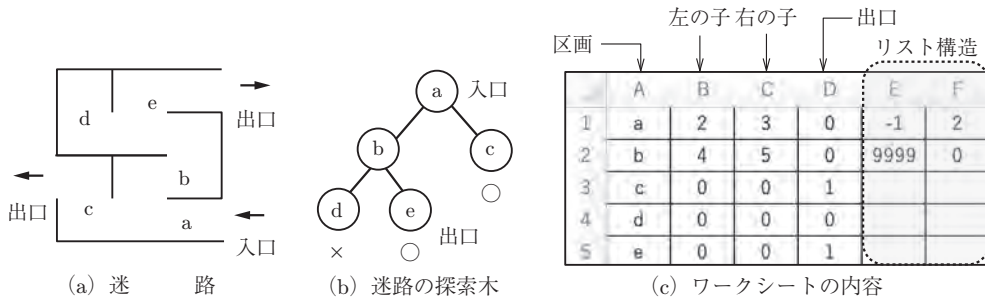 d
e
出口
b
出口
c
a
入口
(a) 迷 路
a
入口
b
c
○
d
e
出口
×
○
(b) 迷路の探索木
左の子 右の子 出口
区画
リスト構造
A B C D E F
1 a 2 3 0 -1 2
2 b 4 5 0 9999 0
3 c 0 0 1
4 d 0 0 0
5 e 0 0 1
(c) ワークシートの内容